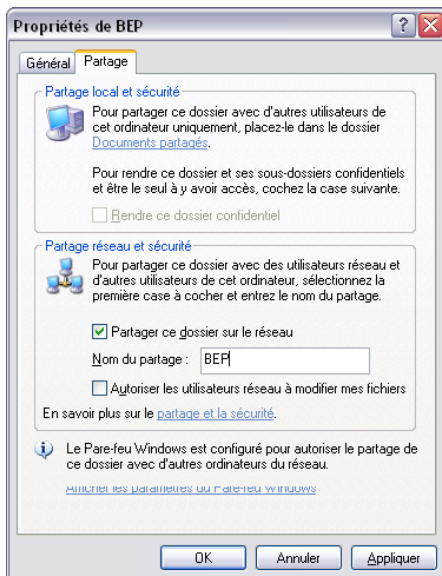 Propriétés de BEP
Général
Partage
Partage local et sécurité
Pour partager ce dossier avec d'autres utilisateurs de
cet ordinateur uniquement, placez-le dans le dossier
Documents partagés.
Pour rendre ce dossier et ses sous-dossiers confidentiels
et être le seul à y avoir accès, cochez la case suivante.
Rendre ce dossier confidentiel
Partage réseau et sécurité
Pour partager ce dossier avec des utilisateurs réseau et
d'autres utilisateurs de cet ordinateur, sélectionnez la
première case à cocher et entrez le nom du partage.
Partager ce dossier sur le réseau
Nom du partage : BEP
Autoriser les utilisateurs réseau à modifier mes fichiers
En savoir plus sur le partage et la sécurité.
Le Pare-feu Windows est configuré pour autoriser le partage de
ce dossier avec d'autres ordinateurs du réseau.
Afficher les paramètres du Pare-feu Windows
OK
Annuler
Appliquer